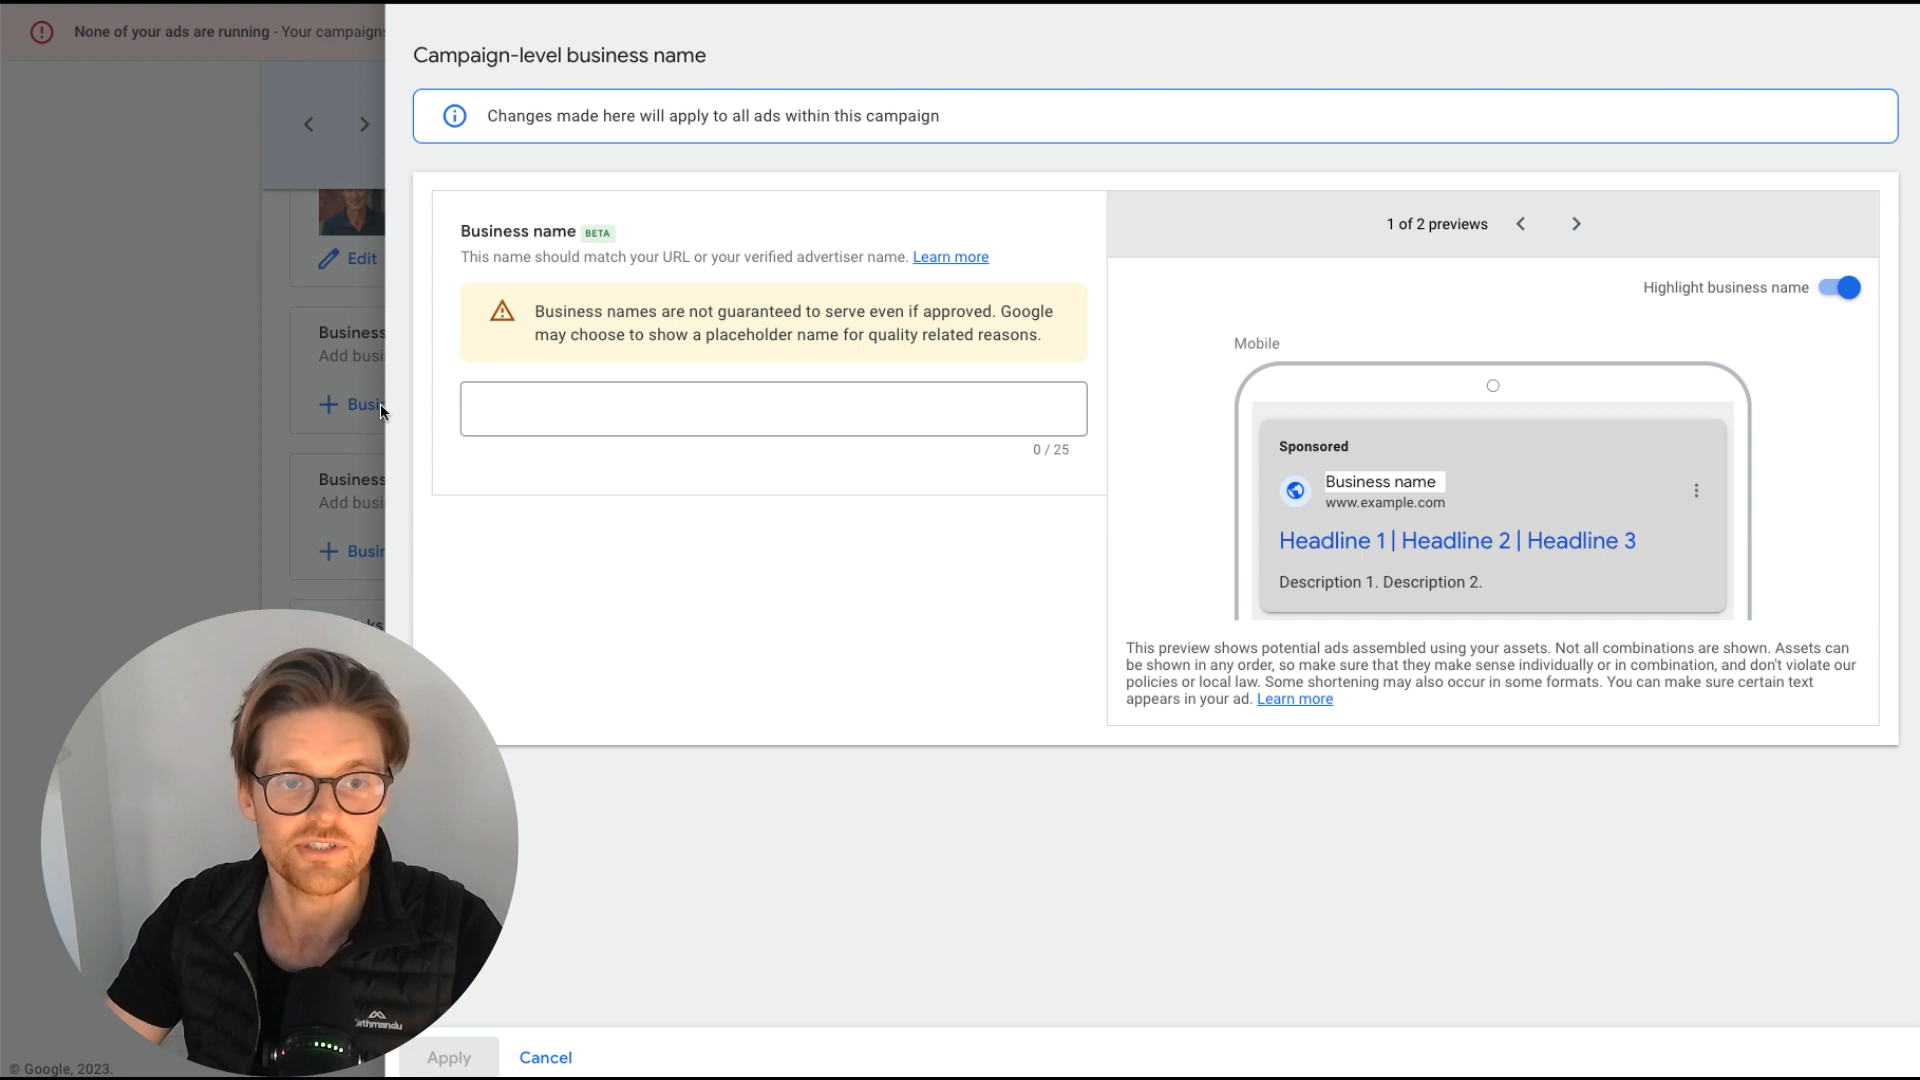 None of your ads are running - Your campaign
Campaign-level business name
Changes made here will apply to all ads within this campaign
Edit
Business
Add busi
Busi
Business
Add busi
Busin
Business name BETA
This name should match your URL or your verified advertiser name. Learn more
Business names are not guaranteed to serve even if approved. Google
may choose to show a placeholder name for quality related reasons.
0 / 25
1 of 2 previews
Highlight business name
Mobile
Sponsored
Business name
www.example.com
Headline 1 | Headline 2 | Headline 3
Description 1. Description 2.
This preview shows potential ads assembled using your assets. Not all combinations are shown. Assets can
be shown in any order, so make sure that they make sense individually or in combination, and don't violate our
policies or local law. Some shortening may also occur in some formats. You can make sure certain text
appears in your ad. Learn more
Apply
Cancel
© Google, 2023.